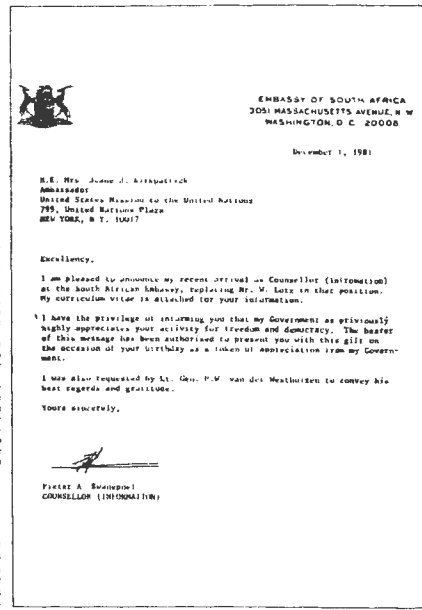 EMBASSY OF SOUTH AFRICA
3051 MASSACHUSETTS AVENUE, N W
WASHINGTON, D C 20008
December 1, 1981
H.E. Mrs. Jeane J. Kirkpatrick
Ambassador
United States Mission to the United Nations
799, United Nations Plaza
NEW YORK, N Y. 10017
Excellency,
I am pleased to announce my recent arrival as Counsellor (Information)
at the South African Embassy, replacing Mr. W. Lotz in that position.
My curriculum vitae is attached for your information.
I have the privilege of informing you that my Government as priviously
highly appreciates your activity for freedom and democracy. The bearer
of this message has been authorised to present you with this gift on
the occasion of your birthday as a token of appreciation from my Govern-
ment.
I was also requested by Lt. Gen. P.W. van der Westhuizen to convey his
best regards and gratitude.
Yours sincerely,
Pieter A Swanepoel
COUNSELLOR (INFORMATION)